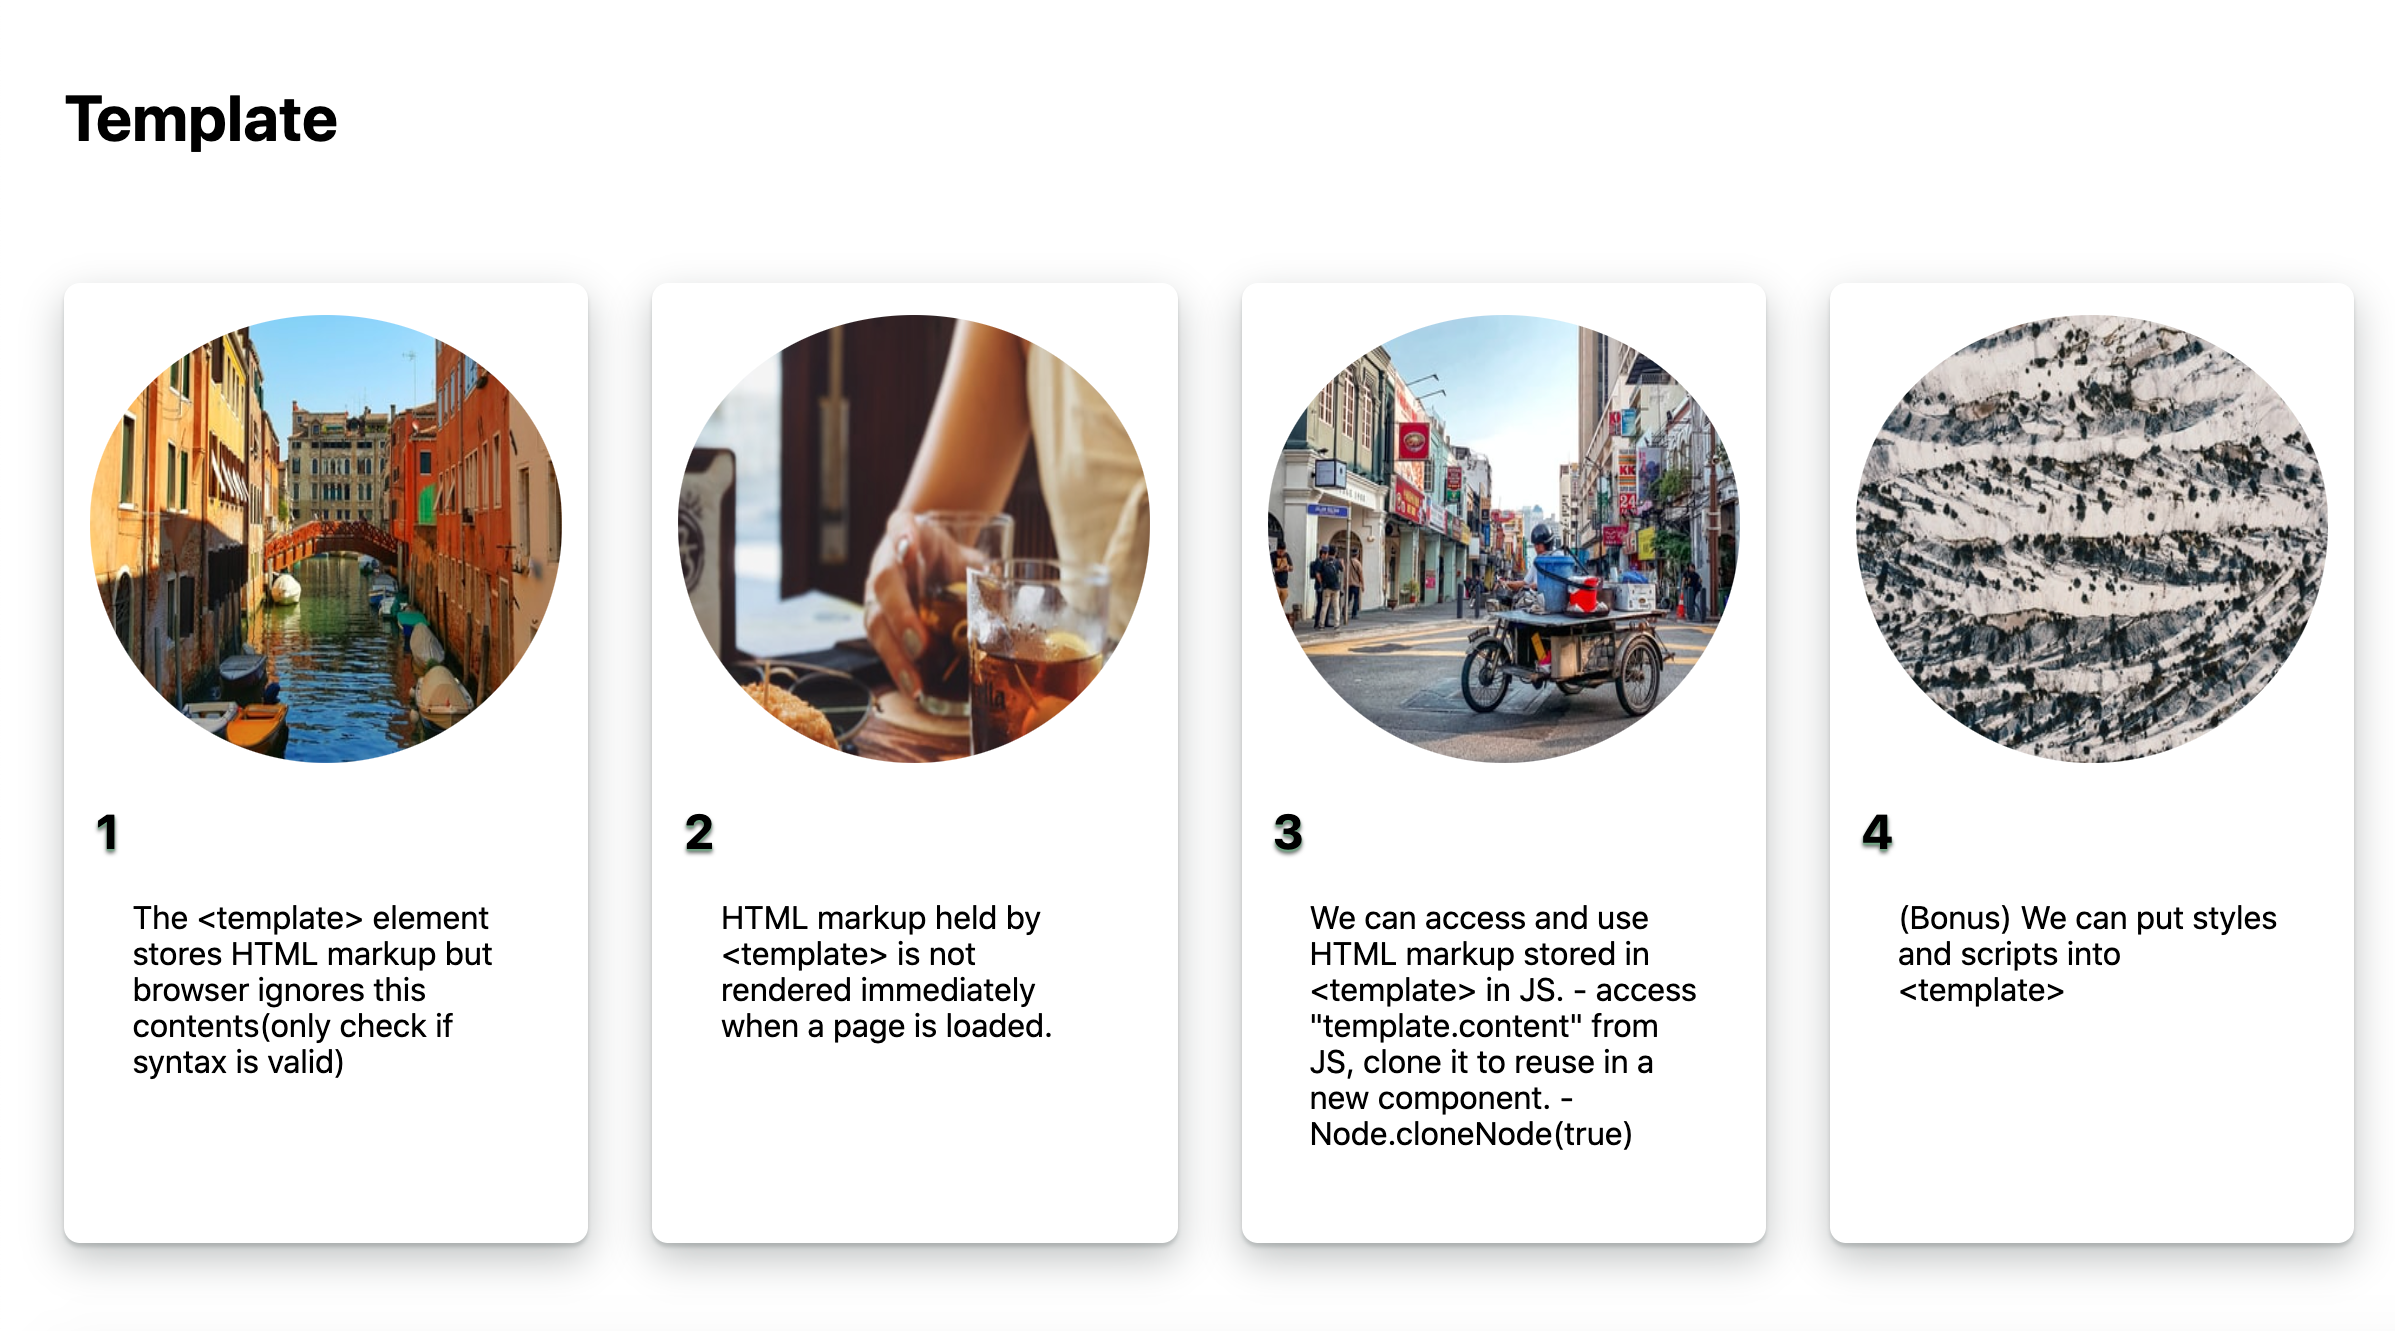 Template
1
The <template> element
stores HTML markup but
browser ignores this
contents(only check if
syntax is valid)
2
HTML markup held by
<template> is not
rendered immediately
when a page is loaded.
3
We can access and use
HTML markup stored in
<template> in JS. - access
"template.content" from
JS, clone it to reuse in a
new component. -
Node.cloneNode(true)
4
(Bonus) We can put styles
and scripts into
<template>